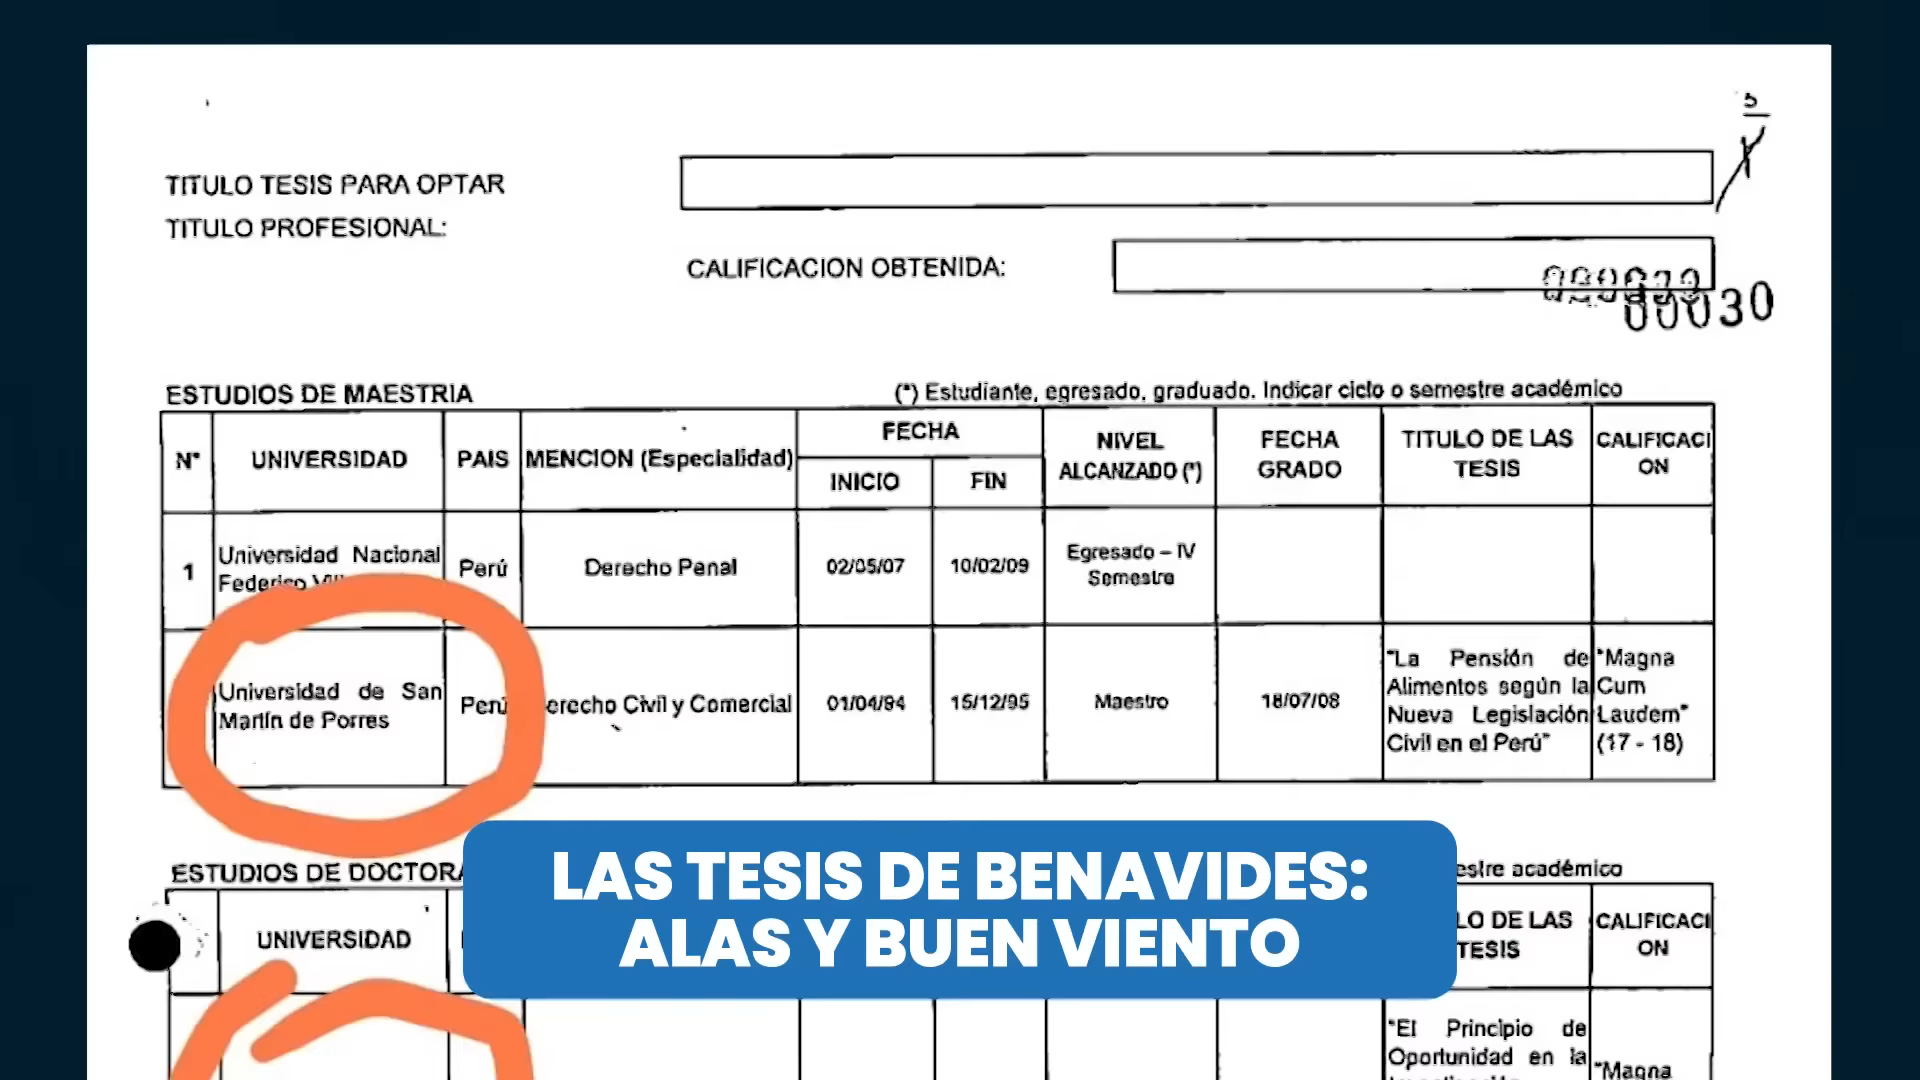 TITULO TESIS PARA OPTAR
TITULO PROFESIONAL:
CALIFICACION OBTENIDA:
00030
ESTUDIOS DE MAESTRIA
(*) Estudiante, egresado, graduado. Indicar ciclo o semestre académico
N° UNIVERSIDAD PAIS MENCION (Especialidad) FECHA INICIO FIN NIVEL ALCANZADO (*) FECHA GRADO TITULO DE LAS TESIS CALIFICACI ON
1 Universidad Nacional Federico Perú Derecho Penal 02/05/07 10/02/09 Egresado – IV Semestre
Universidad de San Martín de Porres Perú erecho Civil y Comercial 01/04/94 15/12/95 Maestro 18/07/08 "La Pensión de Alimentos según la Nueva Legislación Civil en el Perú" "Magna Cum Laudem" (17 - 18)
ESTUDIOS DE DOCTORA
estre académico
UNIVERSIDAD
LO DE LAS TESIS
CALIFICACI ON
"El Principio de
Oportunidad en la
"Magna
LAS TESIS DE BENAVIDES:
ALAS Y BUEN VIENTO